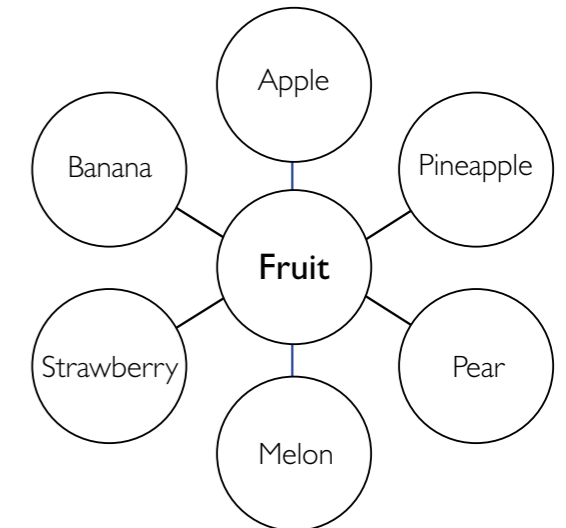 Apple
Banana
Pineapple
Fruit
Strawberry
Pear
Melon